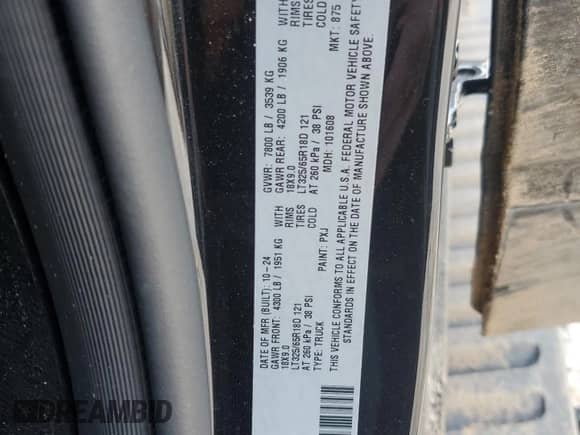 DATE OF MFR (BUILT): 10-24 GVWR: 7800 LB / 3539 KG
GAWR FRONT: 4300 LB / 1951 KG WITH GAWR REAR: 4200 LB / 1906 KG WITH
18X9.0 RIMS 18X9.0 RIMS
LT325/65R18D 121 TIRES LT325/65R18D 121 TIRES
AT 260 kPa / 38 PSI COLD AT 260 kPa / 38 PSI COLD
TYPE: TRUCK PAINT: PXJ MDH: 101608 MKT: 875
THIS VEHICLE CONFORMS TO ALL APPLICABLE U.S.A. FEDERAL MOTOR VEHICLE SAFETY
STANDARDS IN EFFECT ON THE DATE OF MANUFACTURE SHOWN ABOVE.
DREAMBID